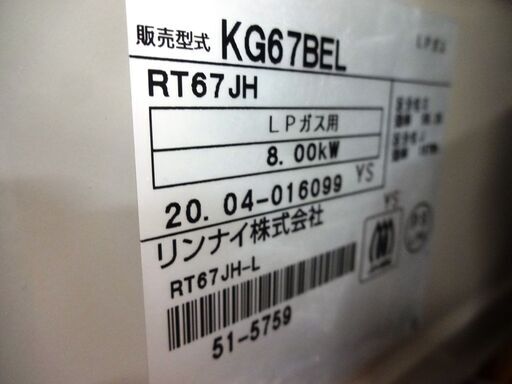 販売型式 KG67BEL
RT67JH
LPガス用
8.00kW
20. 04-016099 YS
リンナイ株式会社
RT67JH-L
51-5759
LPガス
YS